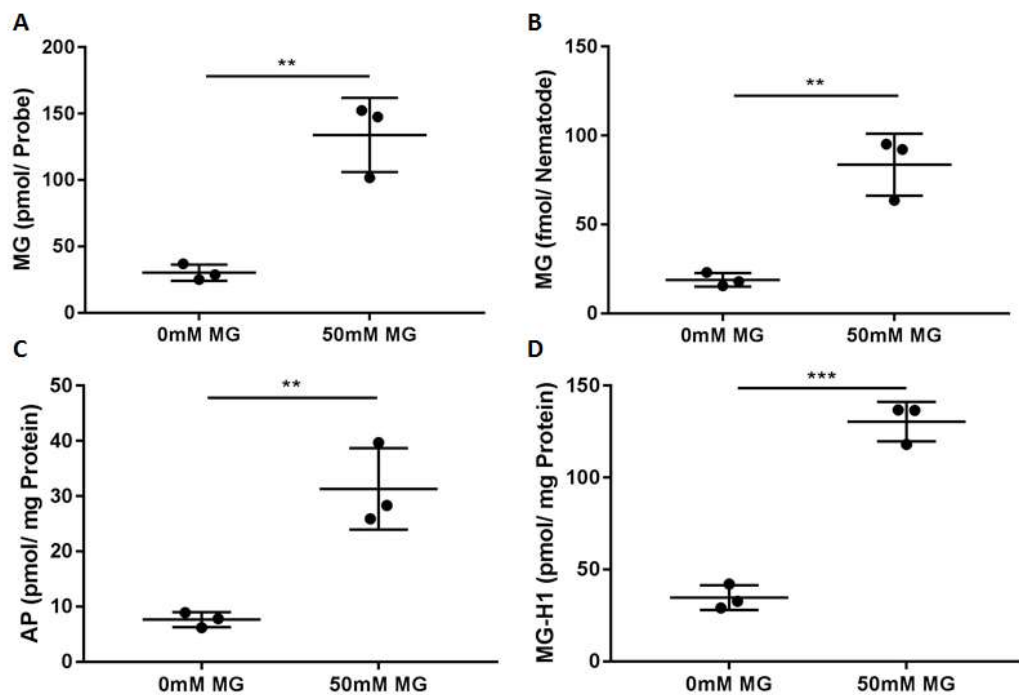 A
MG (pmol/ Probe)
200
150
100
50
0
**
0mM MG 50mM MG
B
MG (fmol/ Nematode)
150
100
50
0
**
0mM MG 50mM MG
C
AP (pmol/ mg Protein)
50
40
30
20
10
0
**
0mM MG 50mM MG
D
MG-H1 (pmol/ mg Protein)
150
100
50
0
***
0mM MG 50mM MG